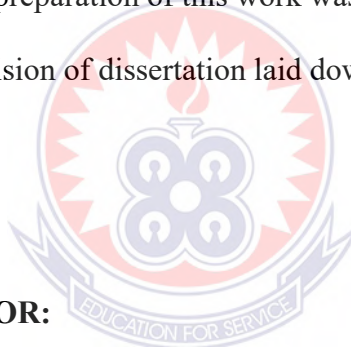 preparation of this work was
sion of dissertation laid dow
OR:
EDUCATION FOR SERVICE